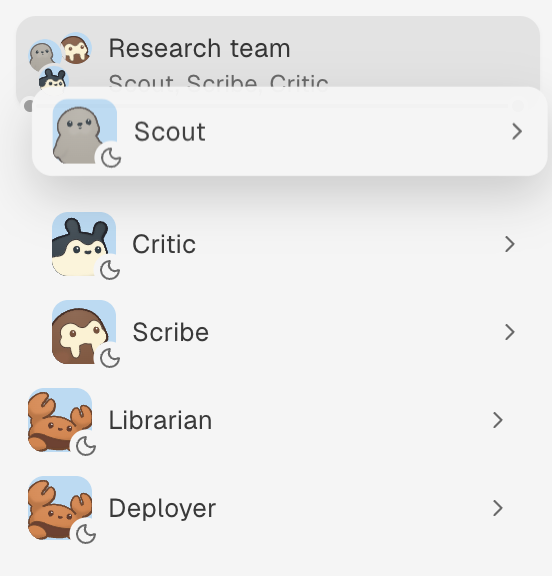 Research team
Scout, Scribe, Critic
Scout
Critic
Scribe
Librarian
Deployer